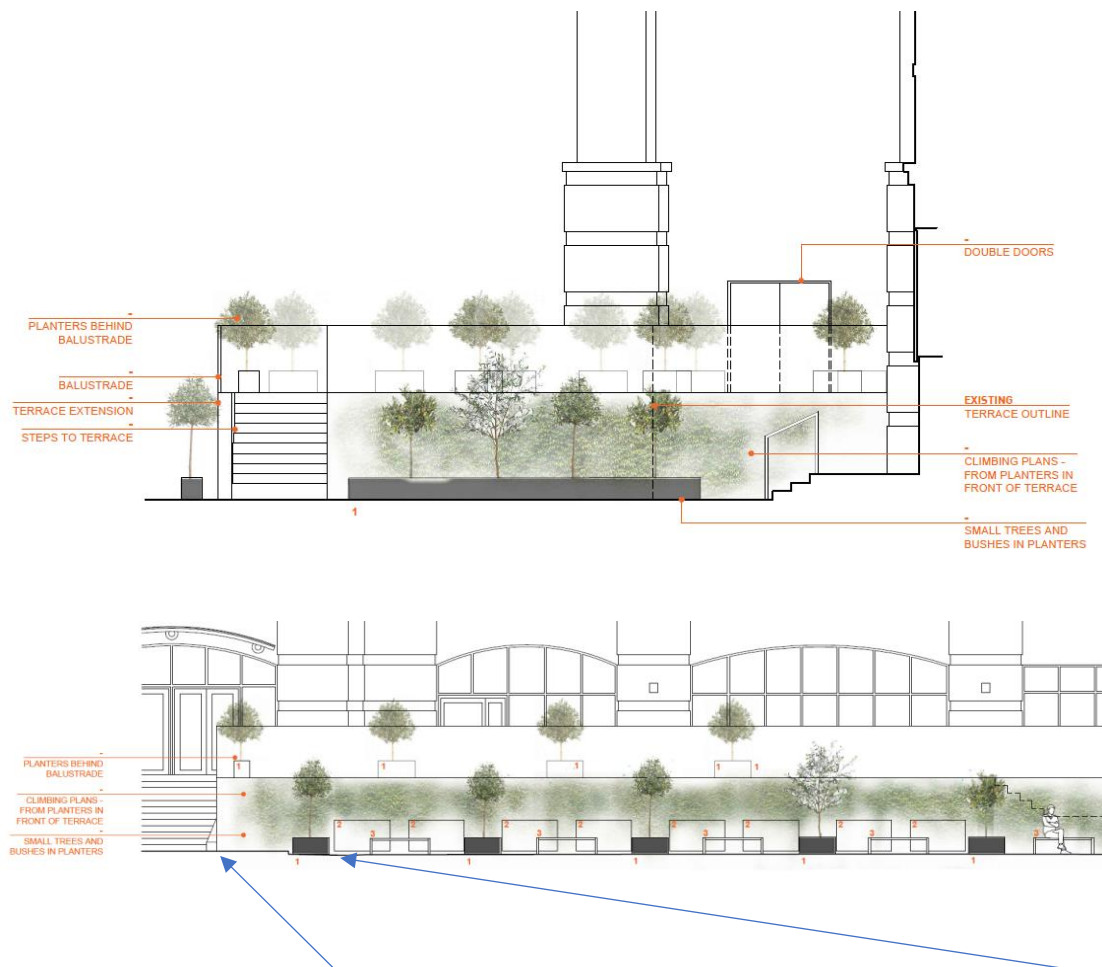 -
DOUBLE DOORS
-
PLANTERS BEHIND
BALUSTRADE
-
BALUSTRADE
-
TERRACE EXTENSION
-
STEPS TO TERRACE
EXISTING
TERRACE OUTLINE
-
CLIMBING PLANS -
FROM PLANTERS IN
FRONT OF TERRACE
-
SMALL TREES AND
BUSHES IN PLANTERS
1
-
PLANTERS BEHIND
BALUSTRADE
1 1 1 1 1
-
CLIMBING PLANS -
FROM PLANTERS IN
FRONT OF TERRACE
-
SMALL TREES AND
BUSHES IN PLANTERS
2 2 2 2 2 2 2 2
3 3 3 3 3
1 1 1 1 1